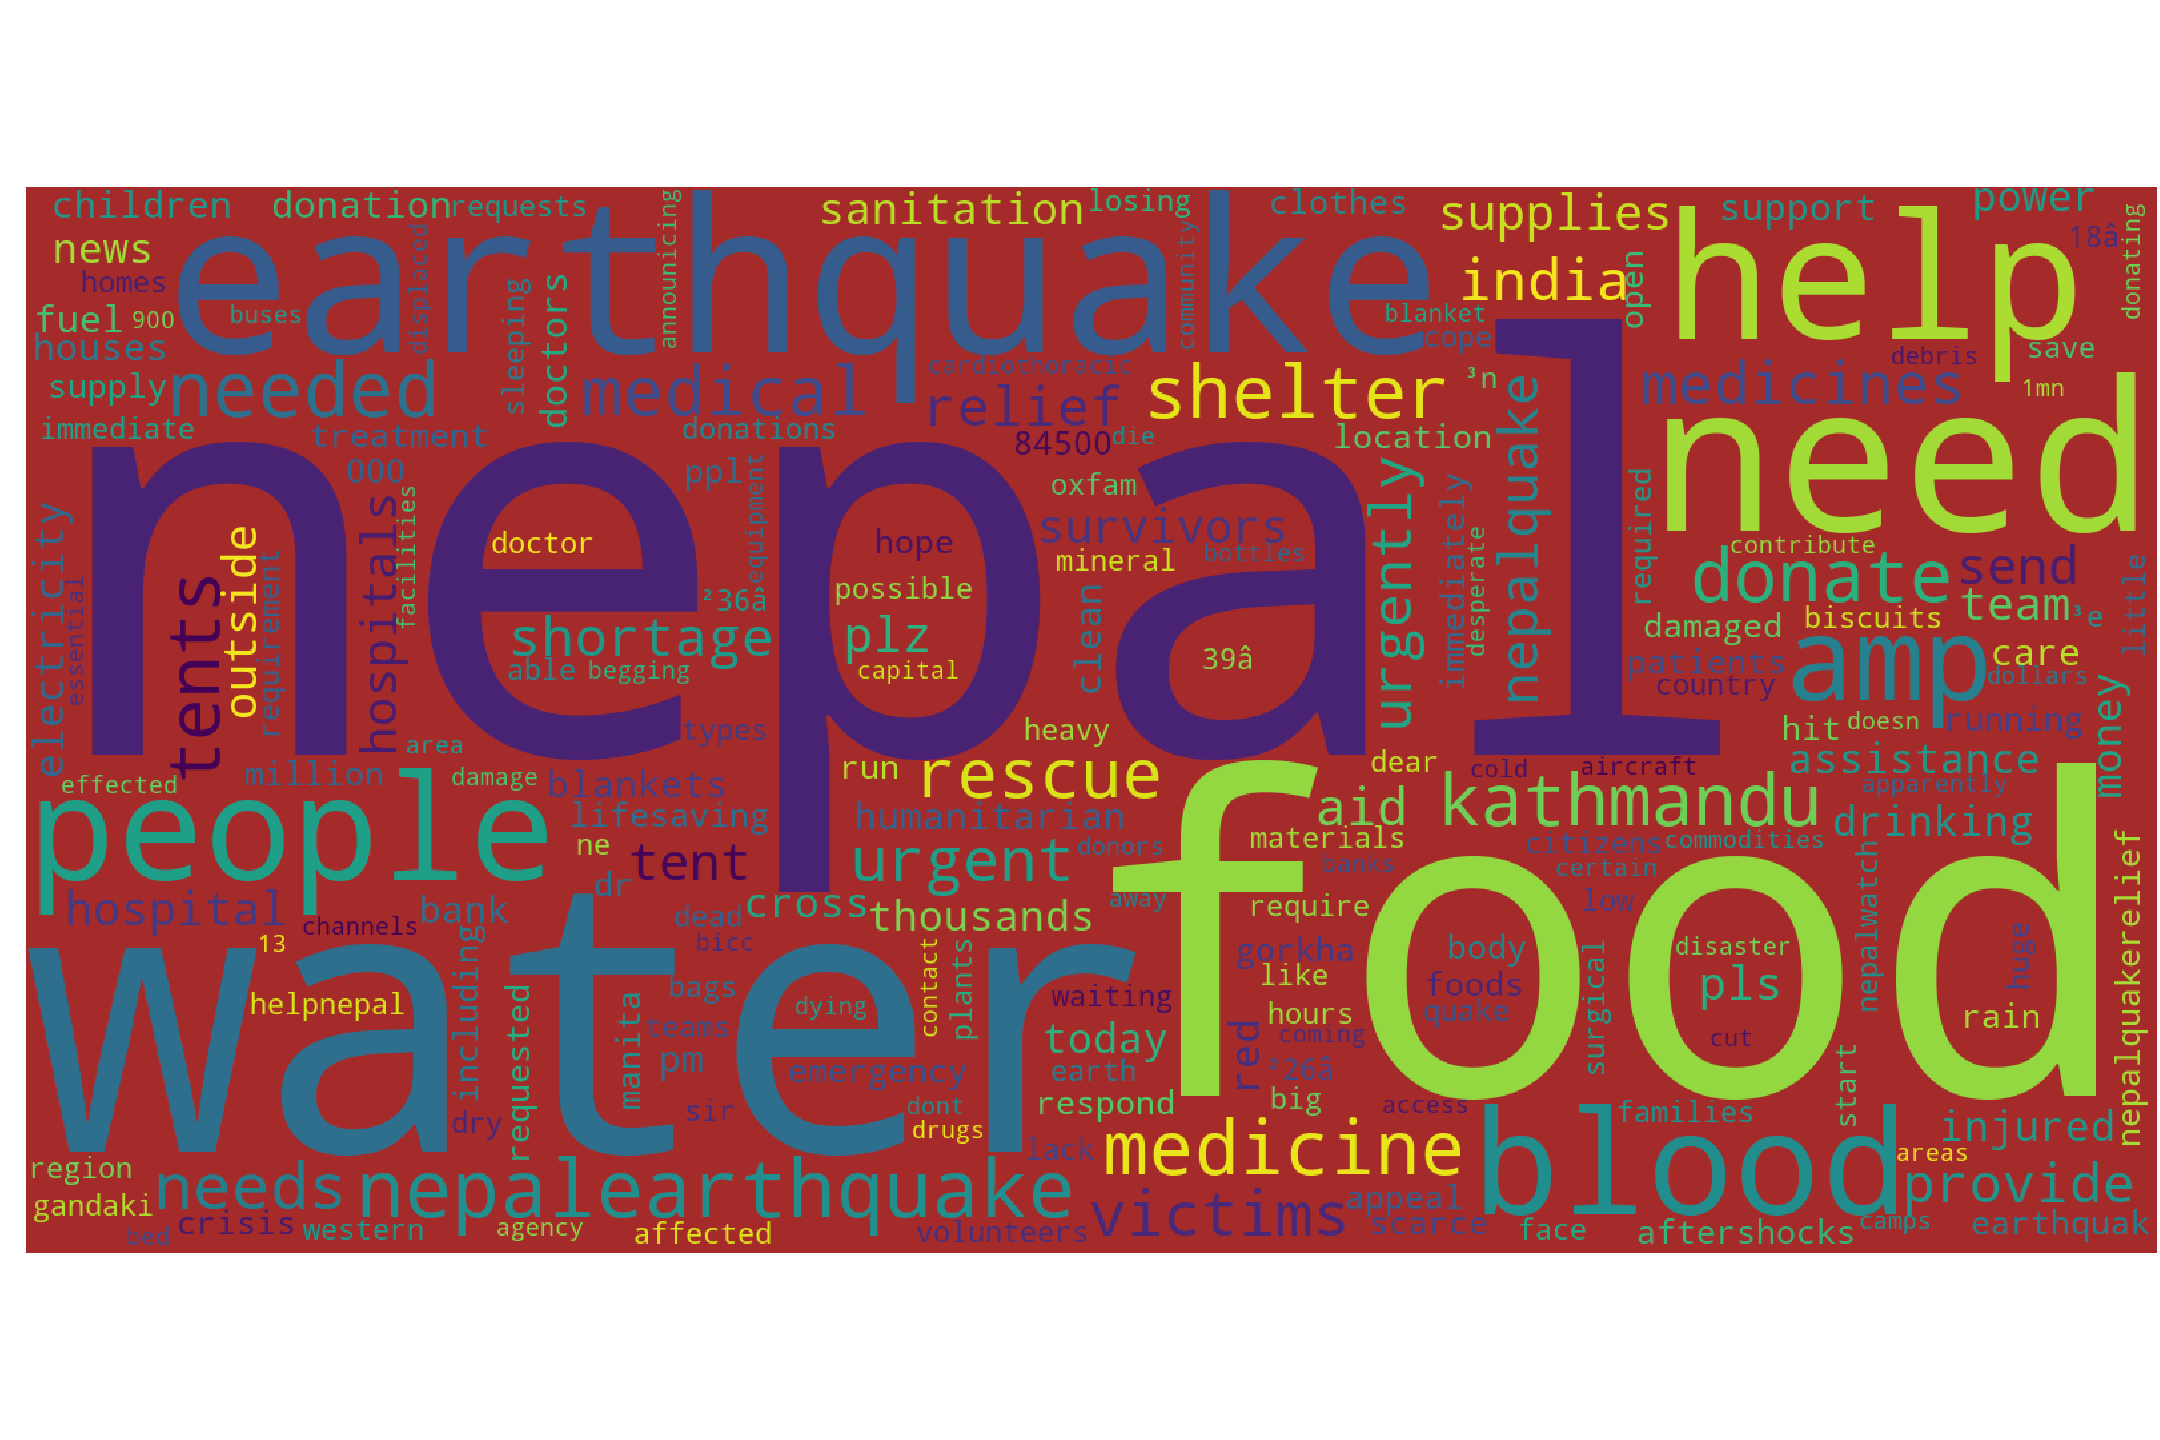 children
donation
requests
earthquake
displaced
announicing
sanitation
losing
community
clothes
supplies
support
power
18â
donating
help
news
homes
fuel
900
buses
houses
sleeping
doctors
india
open
blanket
cope
debris
save
1mn
supply
needed
medical
cardiothoracic
relief
shelter
³n
nepalquake
medicines
need
immediate
treatment
donations
84500
die
location
000
ppl
oxfam
nepal
electricity
essential
tents
outside
requirement
hospitals
facilities
doctor
equipment
hope
survivors
mineral
bottles
urgently
immediately
desperate
required
contribute
donate
send
possible
²36â
shortage
plz
able
begging
capital
clean
39â
damaged
biscuits
team
³e
little
patients
amp
care
country
dollars
types
heavy
hit
doesn
running
money
area
effected
million
damage
blankets
run
rescue
dear
cold
aircraft
assistance
apparently
people
lifesaving
humanitarian
aid
kathmandu
drinking
ne
tent
urgent
donors
materials
banks
citizens
commodities
certain
dr
hospital
bank
dead
cross
thousands
away
require
low
food
nepalwatch
nepalquakerelief
channels
13
bicc
gorkha
body
disaster
huge
water
including
helpnepal
requested
manita
bags
dying
contact
plants
waiting
like
foods
pls
surgical
rain
teams
hours
quake
pm
today
red
coming
cut
emergency
earth
²26â
start
dry
sir
dont
respond
big
access
families
drugs
lack
medicine
blood
injured
areas
region
needs
nepalearthquake
gandaki
provide
victims
appeal
crisis
western
agency
affected
volunteers
scarce
face
aftershocks
camps
earthquak
bed